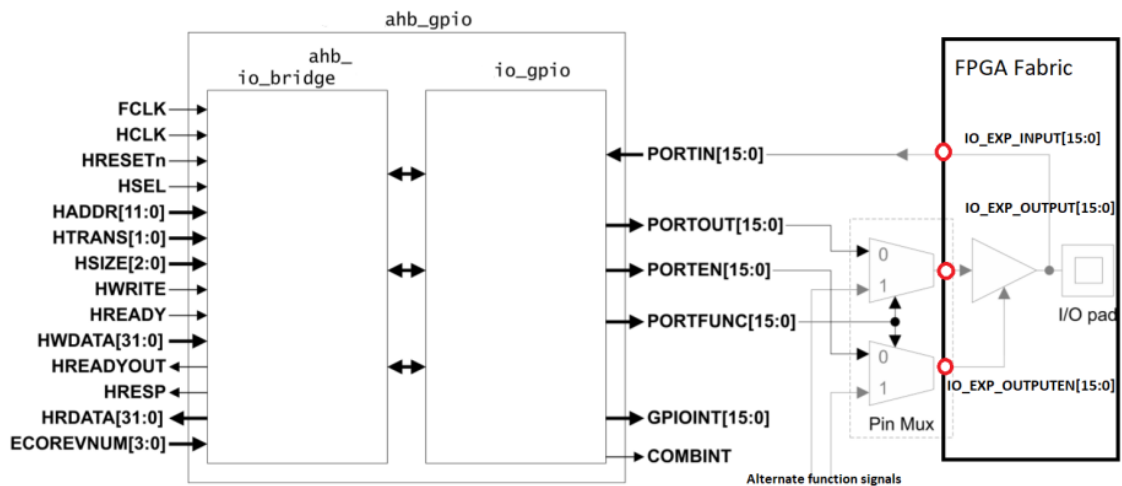 ahb_gpio
ahb_
io_bridge
io_gpio
FPGA Fabric
FCLK
HCLK
HRESETn
HSEL
HADDR[11:0]
HTRANS[1:0]
HSIZE[2:0]
HWRITE
HREADY
HWDATA[31:0]
HREADYOUT
HRESP
HRDATA[31:0]
ECOREVNUM[3:0]
PORTIN[15:0]
PORTOUT[15:0]
PORTEN[15:0]
PORTFUNC[15:0]
GPIOINT[15:0]
COMBINT
0
1
0
1
Pin Mux
Alternate function signals
IO_EXP_INPUT[15:0]
IO_EXP_OUTPUT[15:0]
I/O pad
IO_EXP_OUTPUTEN[15:0]